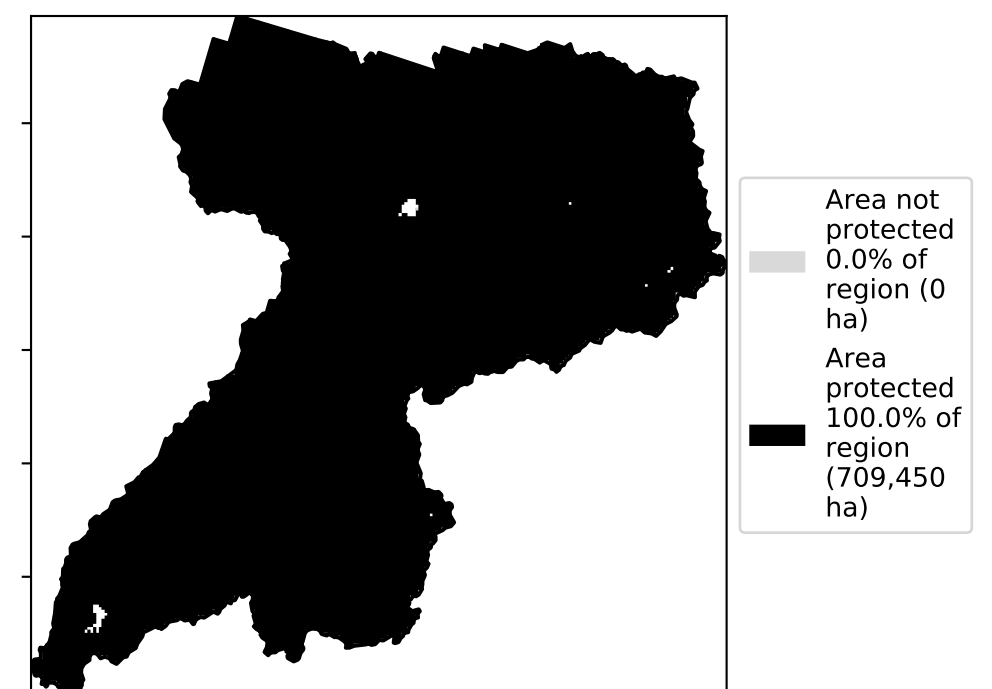 Area not
protected
0.0% of
region (0
ha)
Area
protected
100.0% of
region
(709,450
ha)